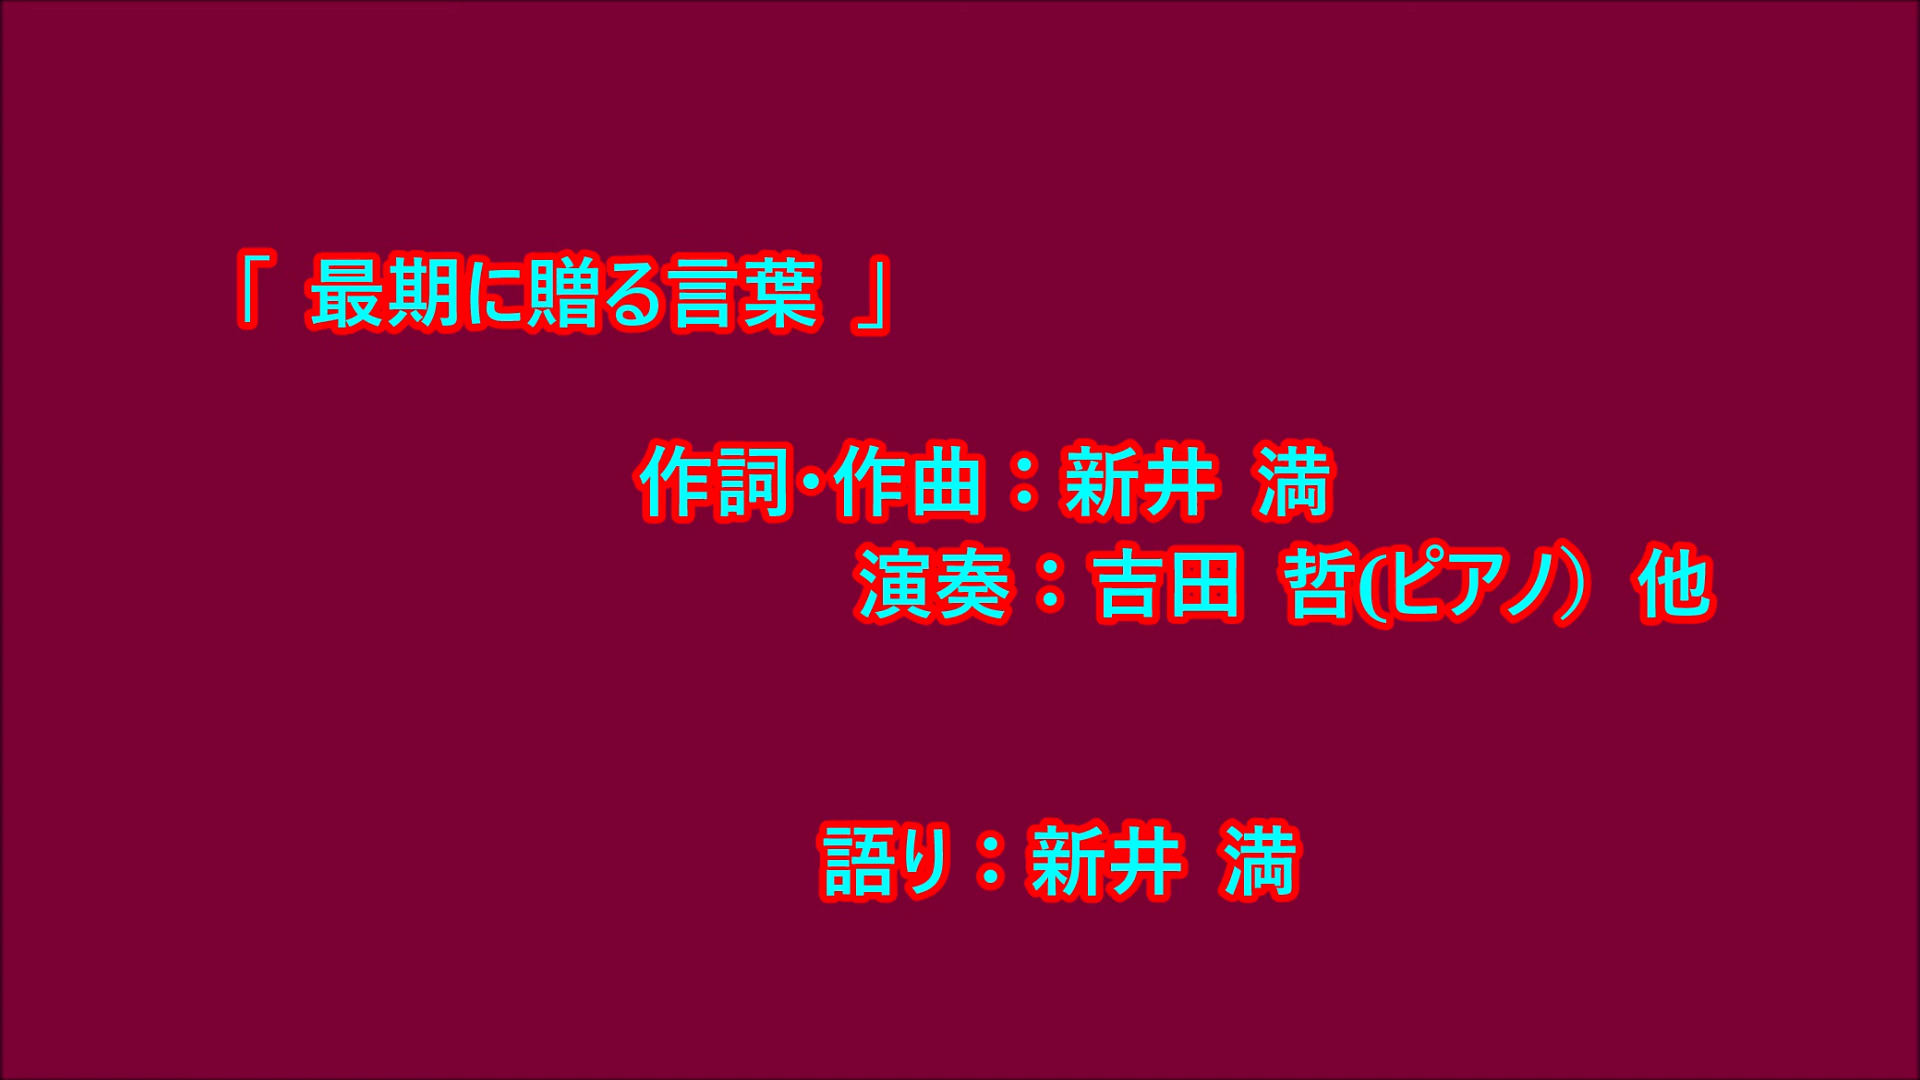 「 最期に贈る言葉 」
作詞・作曲：新井 満
演奏：吉田 哲(ピアノ） 他
語り：新井 満